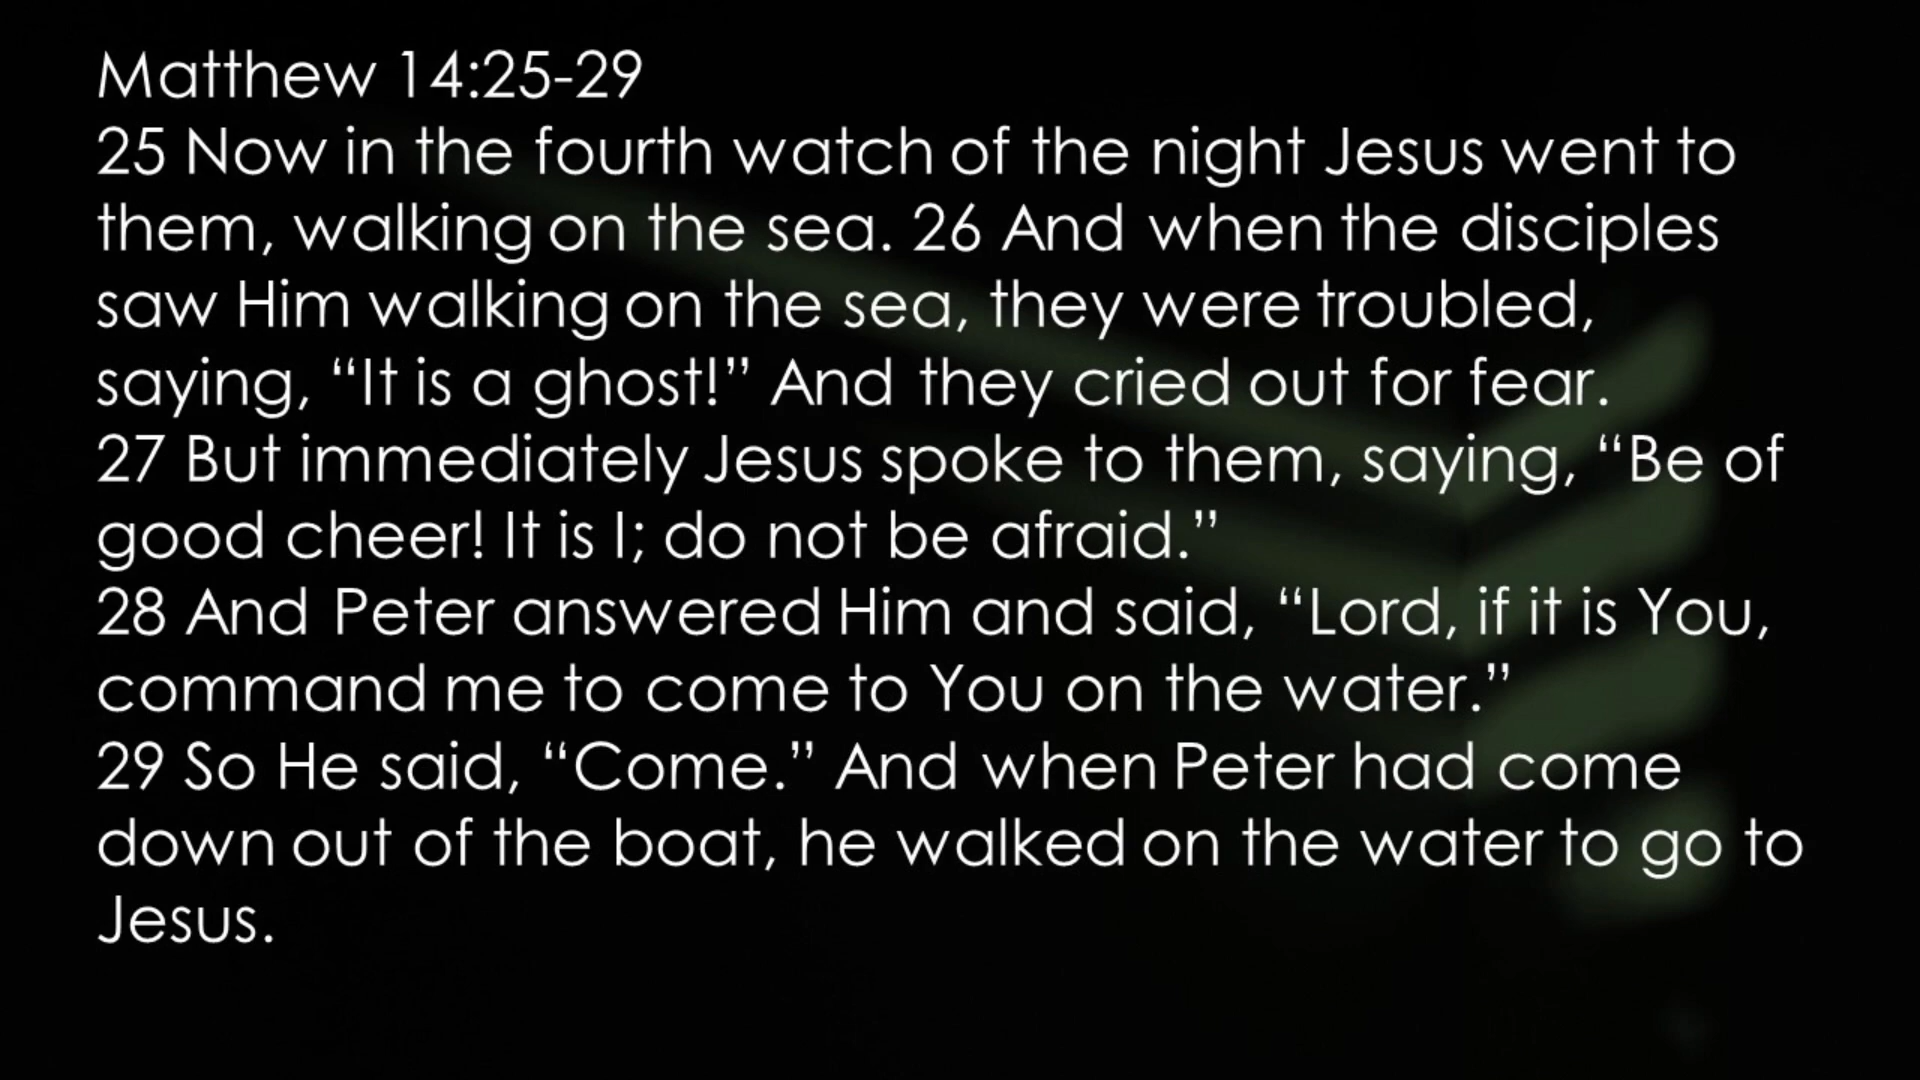 Matthew 14:25-29
25 Now in the fourth watch of the night Jesus went to
them, walking on the sea. 26 And when the disciples
saw Him walking on the sea, they were troubled,
saying, “It is a ghost!” And they cried out for fear.
27 But immediately Jesus spoke to them, saying, “Be of
good cheer! It is I; do not be afraid.”
28 And Peter answered Him and said, “Lord, if it is You,
command me to come to You on the water.”
29 So He said, “Come.” And when Peter had come
down out of the boat, he walked on the water to go to
Jesus.